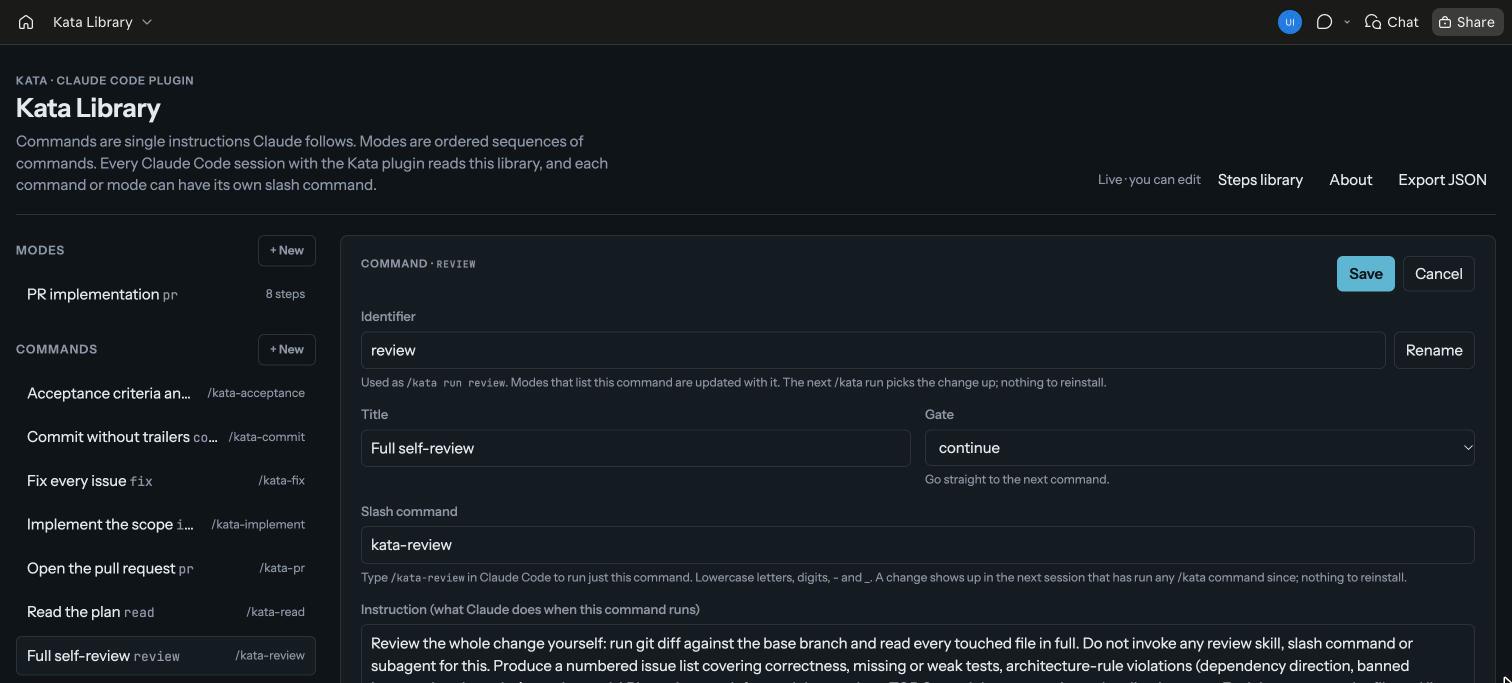 Kata Library
UI
Chat
Share
KATA · CLAUDE CODE PLUGIN
Kata Library
Commands are single instructions Claude follows. Modes are ordered sequences of
commands. Every Claude Code session with the Kata plugin reads this library, and each
command or mode can have its own slash command.
Live · you can edit
Steps library
About
Export JSON
MODES
+ New
PR implementation pr
8 steps
COMMANDS
+ New
Acceptance criteria an... /kata-acceptance
Commit without trailers co... /kata-commit
Fix every issue fix /kata-fix
Implement the scope i... /kata-implement
Open the pull request pr /kata-pr
Read the plan read /kata-read
Full self-review review /kata-review
COMMAND · REVIEW
Save
Cancel
Identifier
review
Rename
Used as /kata run review. Modes that list this command are updated with it. The next /kata run picks the change up; nothing to reinstall.
Title
Gate
Full self-review
continue
Go straight to the next command.
Slash command
kata-review
Type /kata-review in Claude Code to run just this command. Lowercase letters, digits, - and _. A change shows up in the next session that has run any /kata command since; nothing to reinstall.
Instruction (what Claude does when this command runs)
Review the whole change yourself: run git diff against the base branch and read every touched file in full. Do not invoke any review skill, slash command or
subagent for this. Produce a numbered issue list covering correctness, missing or weak tests, architecture-rule violations (dependency direction, banned